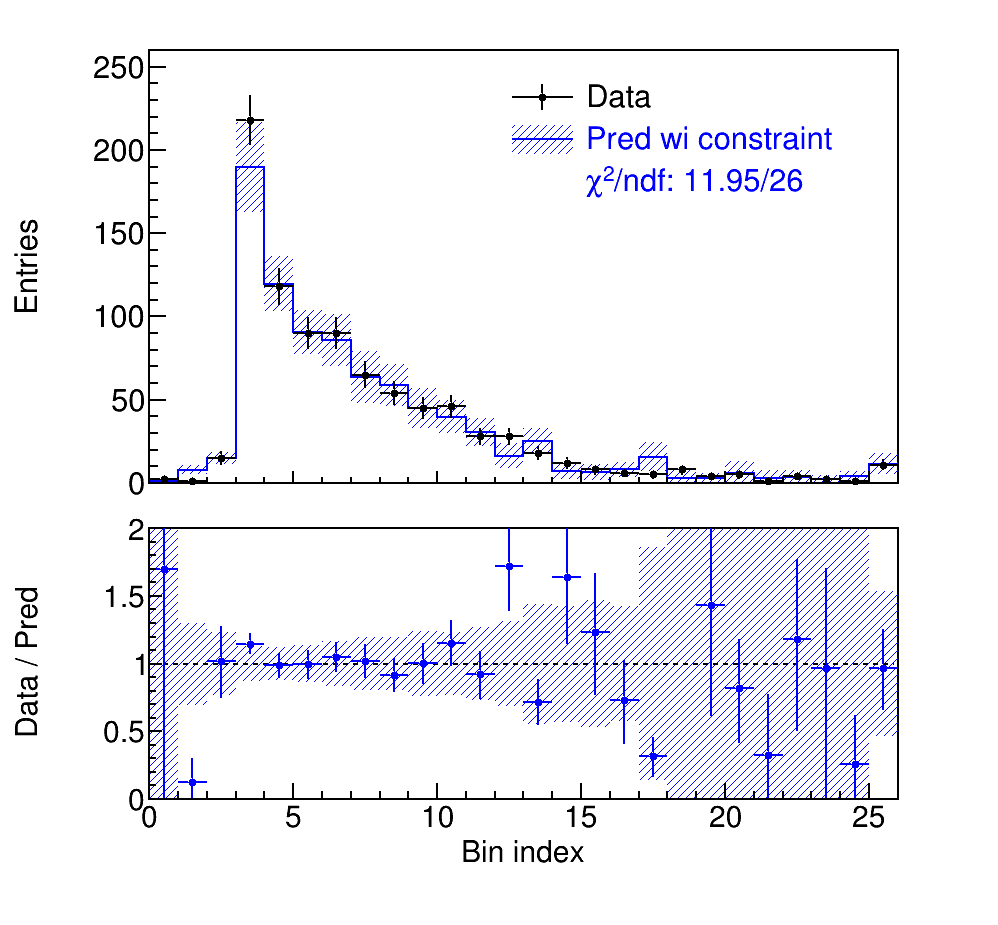 Entries
250
200
150
100
50
0
Data
Pred wi constraint
χ²/ndf: 11.95/26
Data / Pred
2
1.5
1
0.5
0
0 5 10 15 20 25
Bin index